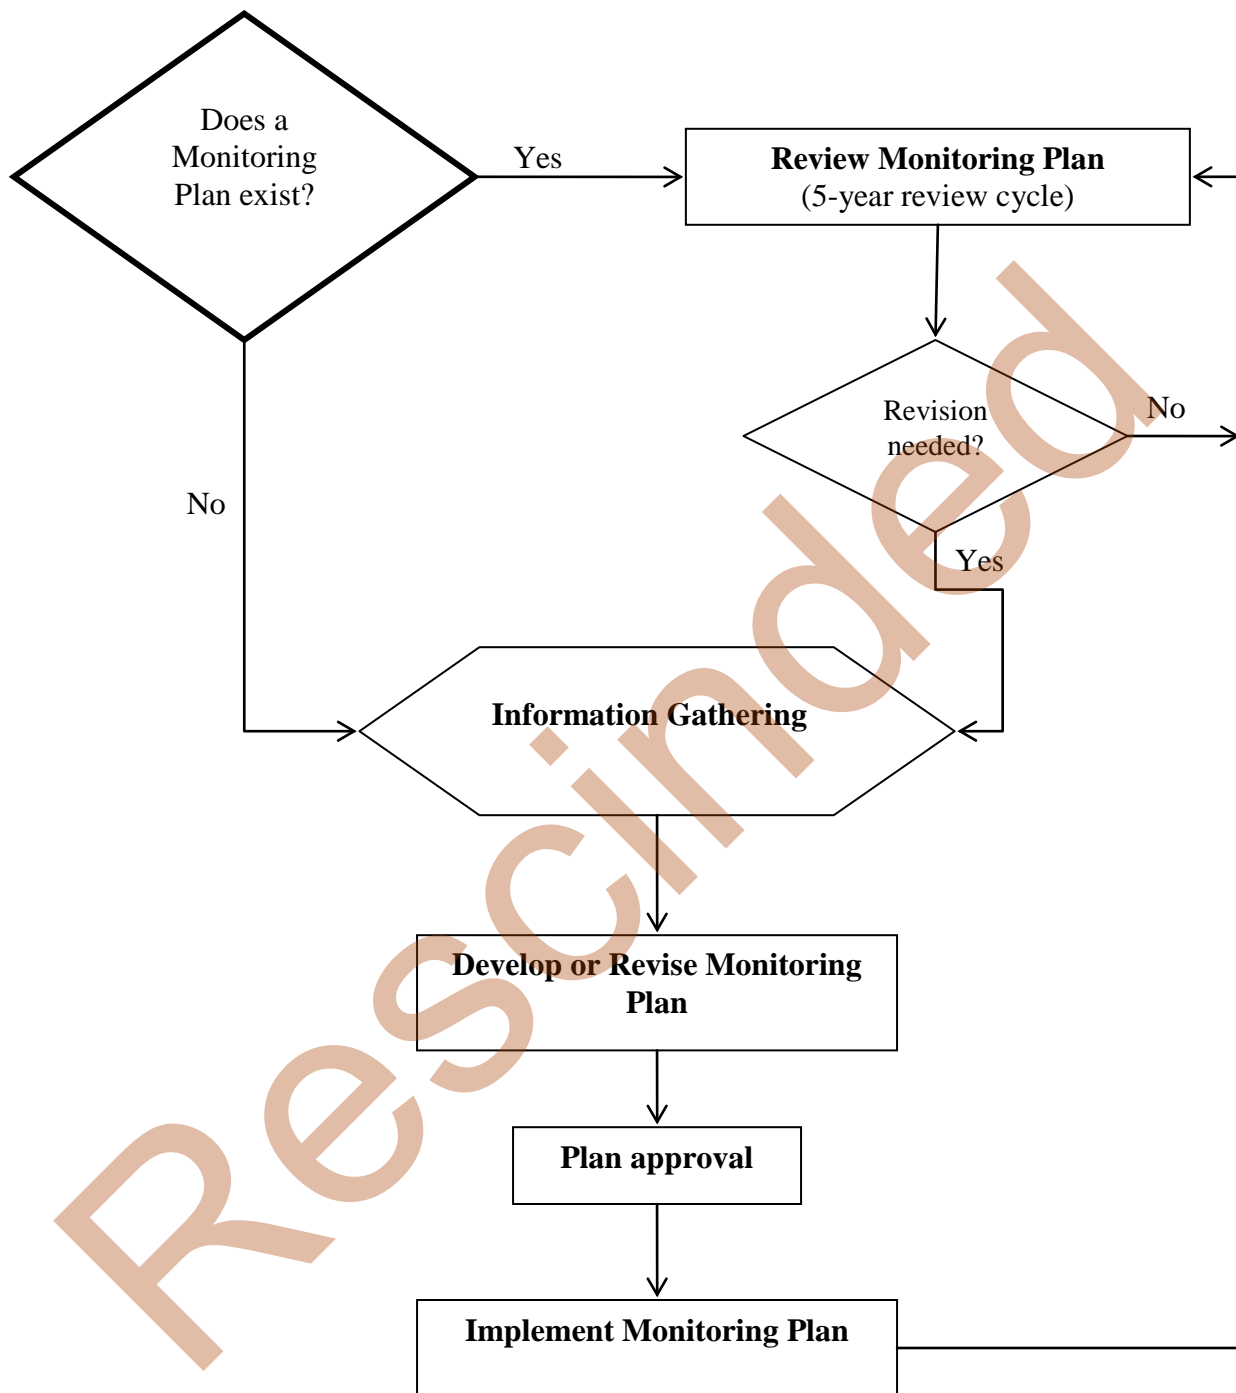 Does a
Monitoring
Plan exist?
Yes
Review Monitoring Plan
(5-year review cycle)
Revision
needed?
No
No
Yes
Information Gathering
Develop or Revise Monitoring
Plan
Plan approval
Implement Monitoring Plan
Rescinded